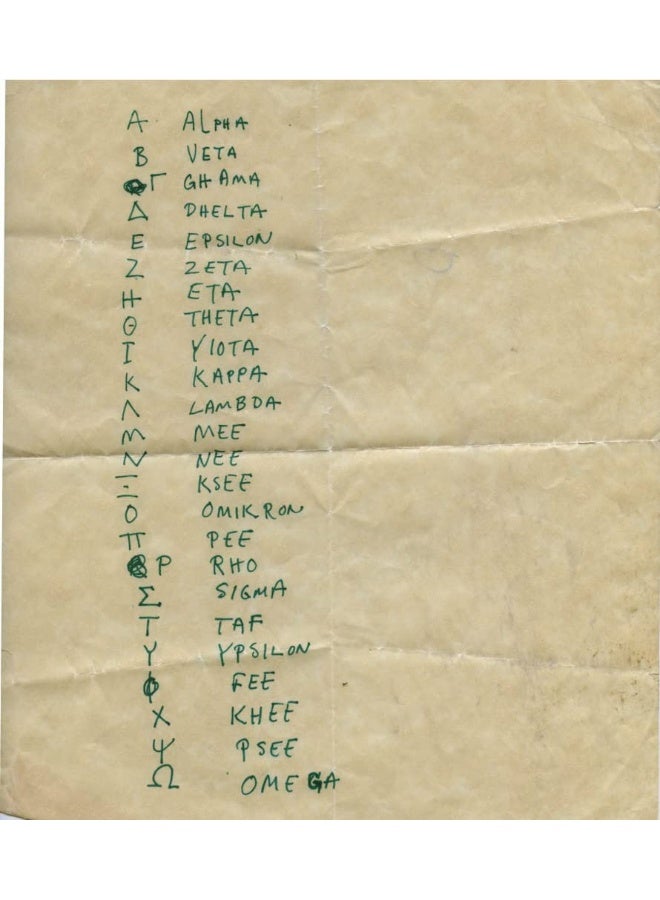 Α ALPHA
Β VETA
Γ GHAMA
Δ DHELTA
Ε EPSILON
Ζ ZETA
Η ETA
Θ THETA
Ι YIOTA
Κ KAPPA
Λ LAMBDA
Μ MEE
Ν NEE
Ξ KSEE
Ο OMIKRON
Π PEE
Ρ RHO
Σ SIGMA
Τ TAF
Υ YPSILON
Φ FEE
Χ KHEE
Ψ PSEE
Ω OMEGA